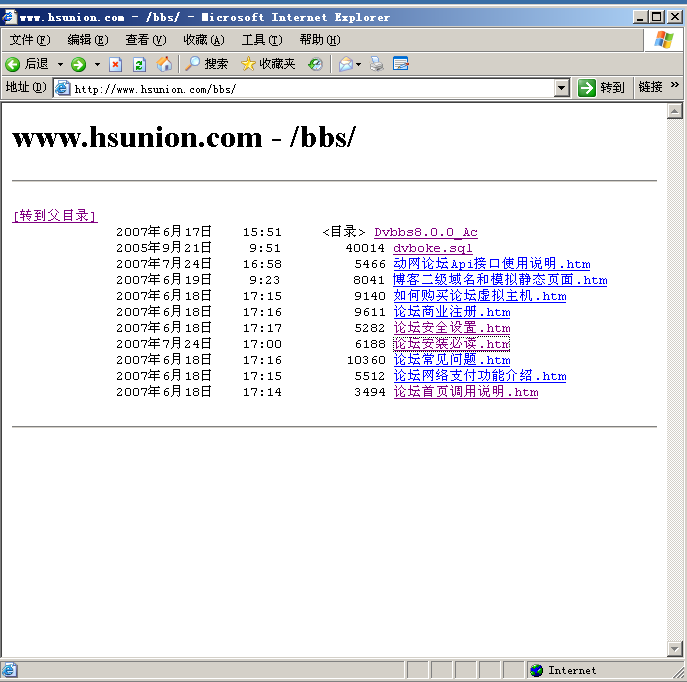 www.hsunion.com - /bbs/ - Microsoft Internet Explorer
文件(F) 编辑(E) 查看(V) 收藏(A) 工具(T) 帮助(H)
后退 搜索 收藏夹
地址(D) http://www.hsunion.com/bbs/ 转到 链接 »
www.hsunion.com - /bbs/
[转到父目录]
2007年6月17日 15:51 <目录> Dvbbs8.0.0_Ac
2005年9月21日 9:51 40014 dvboke.sql
2007年7月24日 16:58 5466 动网论坛Api接口使用说明.htm
2007年6月19日 9:23 8041 博客二级域名和模拟静态页面.htm
2007年6月18日 17:15 9140 如何购买论坛虚拟主机.htm
2007年6月18日 17:16 9611 论坛商业注册.htm
2007年6月18日 17:17 5282 论坛安全设置.htm
2007年7月24日 17:00 6188 论坛安装必读.htm
2007年6月18日 17:16 10360 论坛常见问题.htm
2007年6月18日 17:15 5512 论坛网络支付功能介绍.htm
2007年6月18日 17:14 3494 论坛首页调用说明.htm
Internet